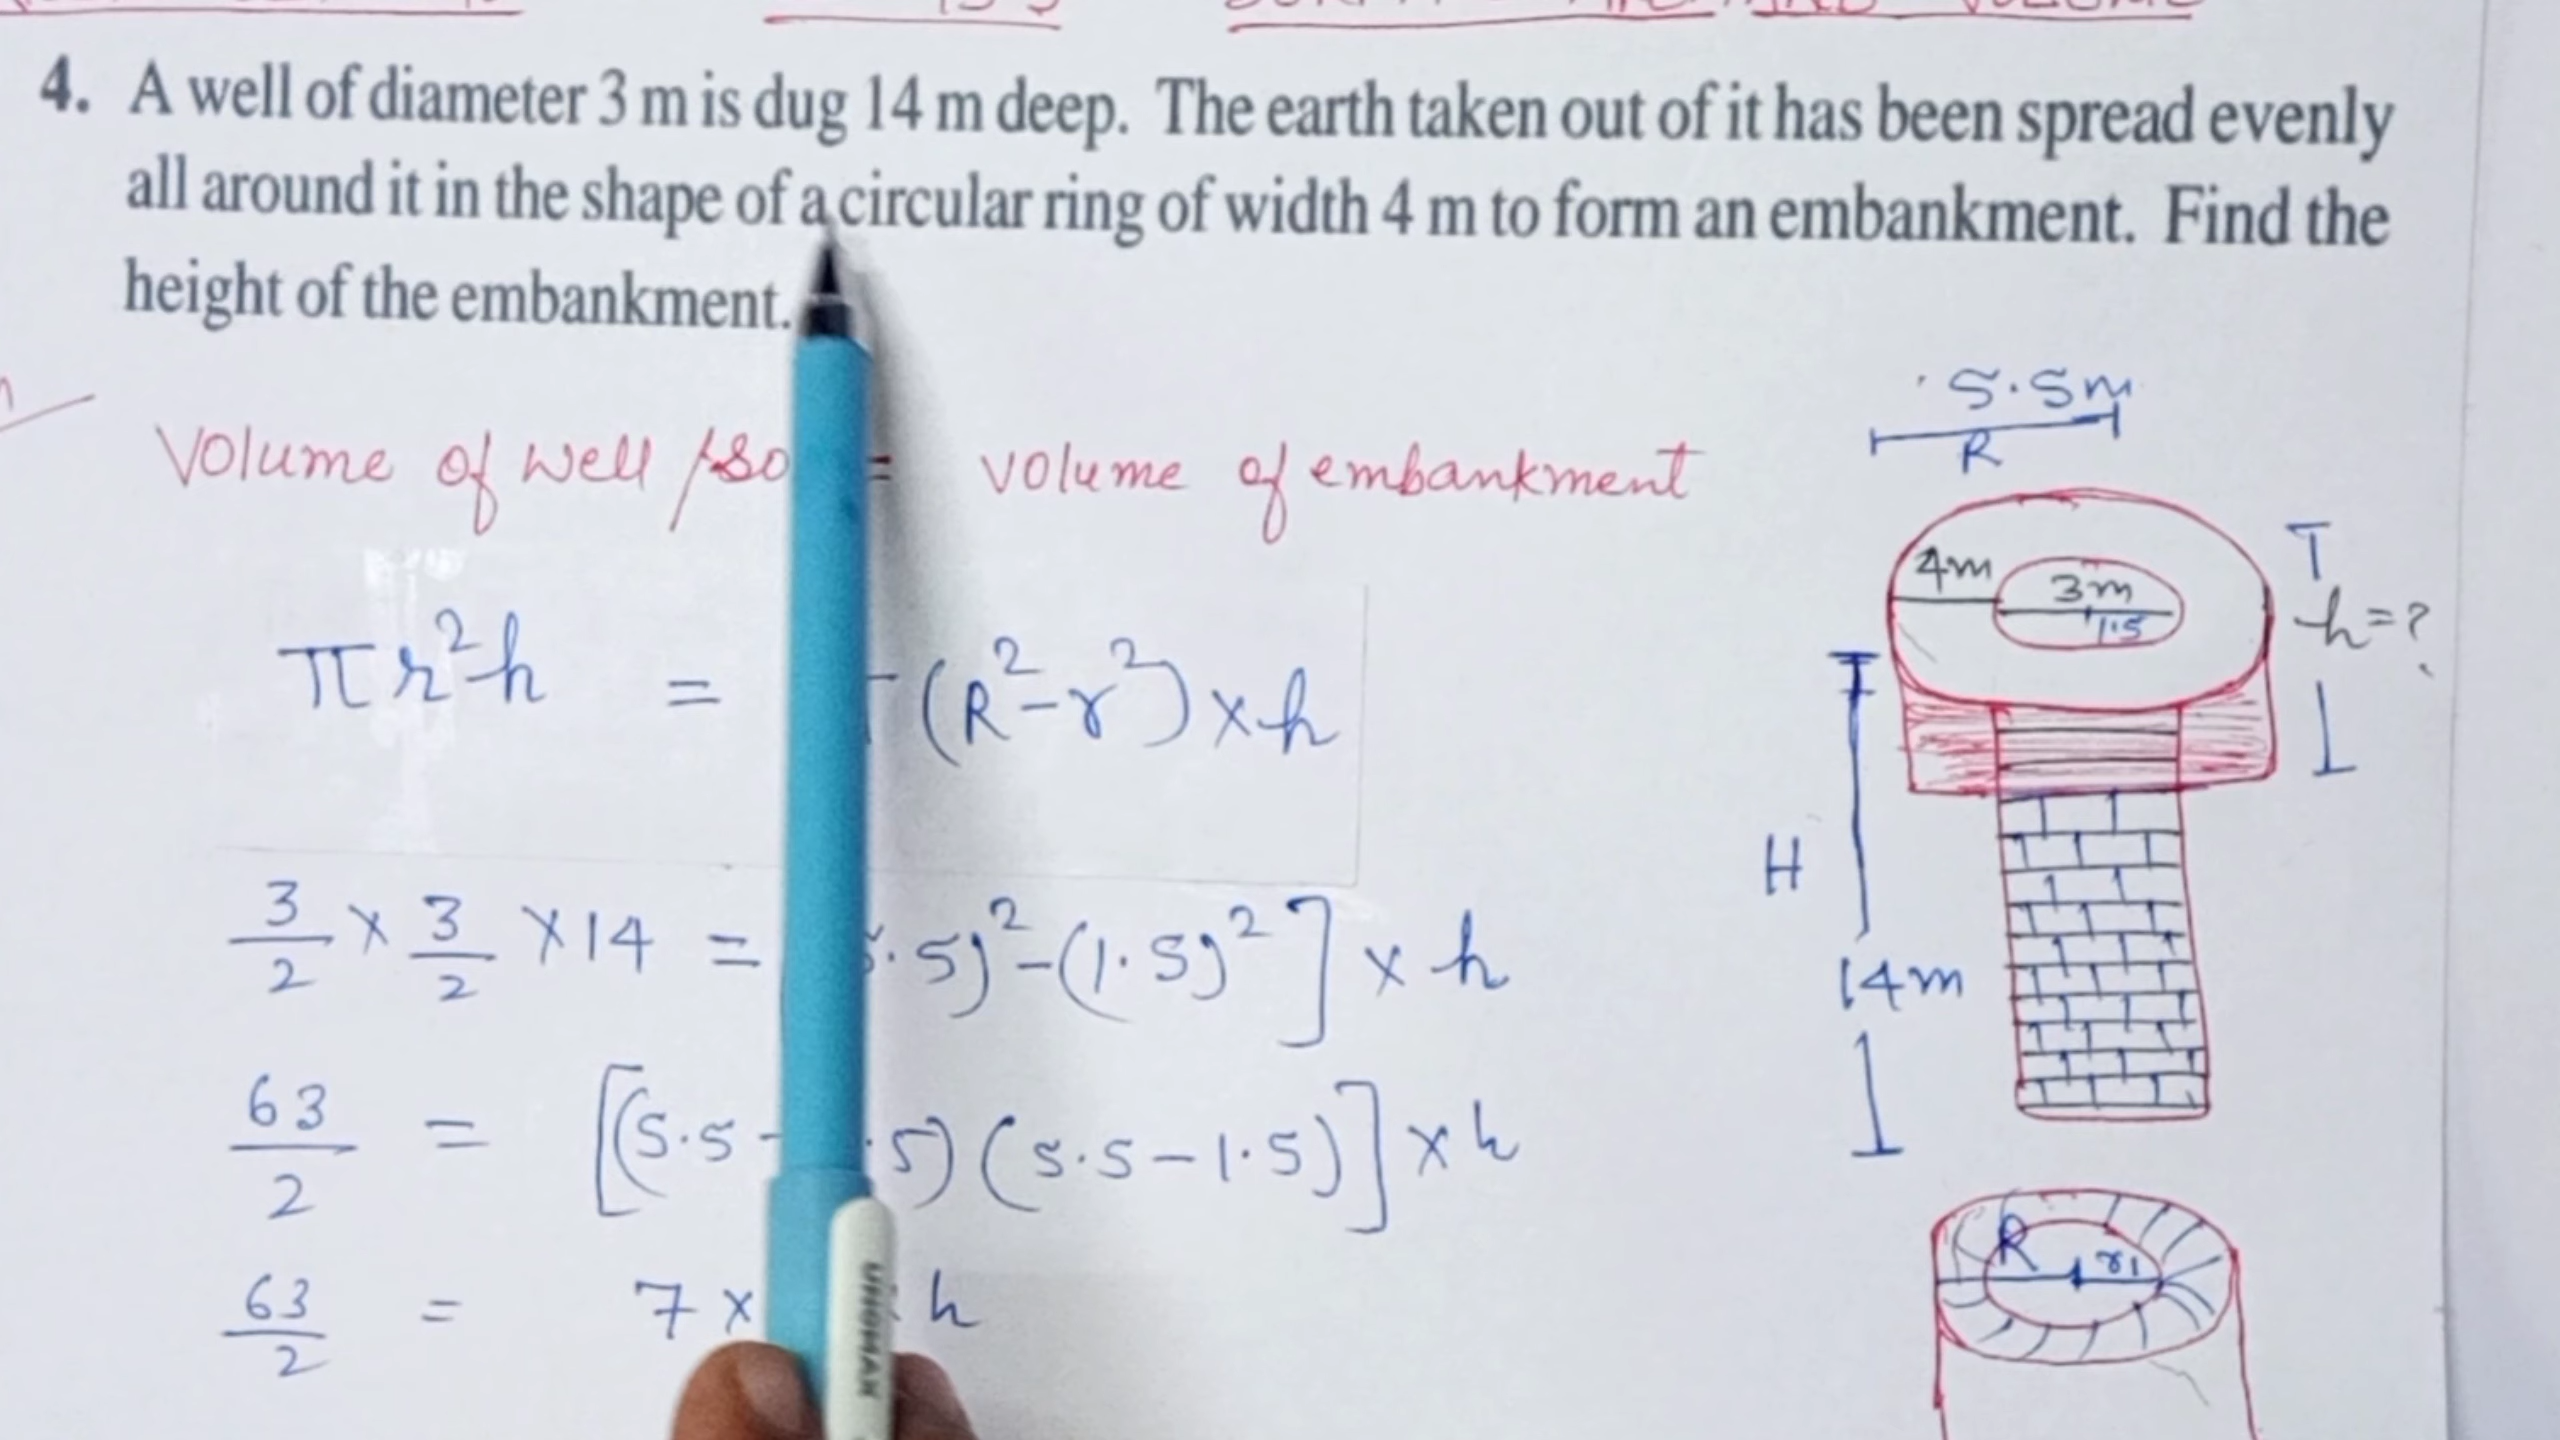 4. A well of diameter 3 m is dug 14 m deep. The earth taken out of it has been spread evenly
all around it in the shape of a circular ring of width 4 m to form an embankment. Find the
height of the embankment.
5.5m
R
Volume of well / so = volume of embankment
4m 3m 1.5
h=?
πr²h = (R²-r²)×h
H
14m
3/2 × 3/2 ×14 = .5)²-(1.5)²]×h
63/2 = [(5.5 .5)(5.5-1.5)]×h
R r1
63/2 = 7× h
UNOMAX